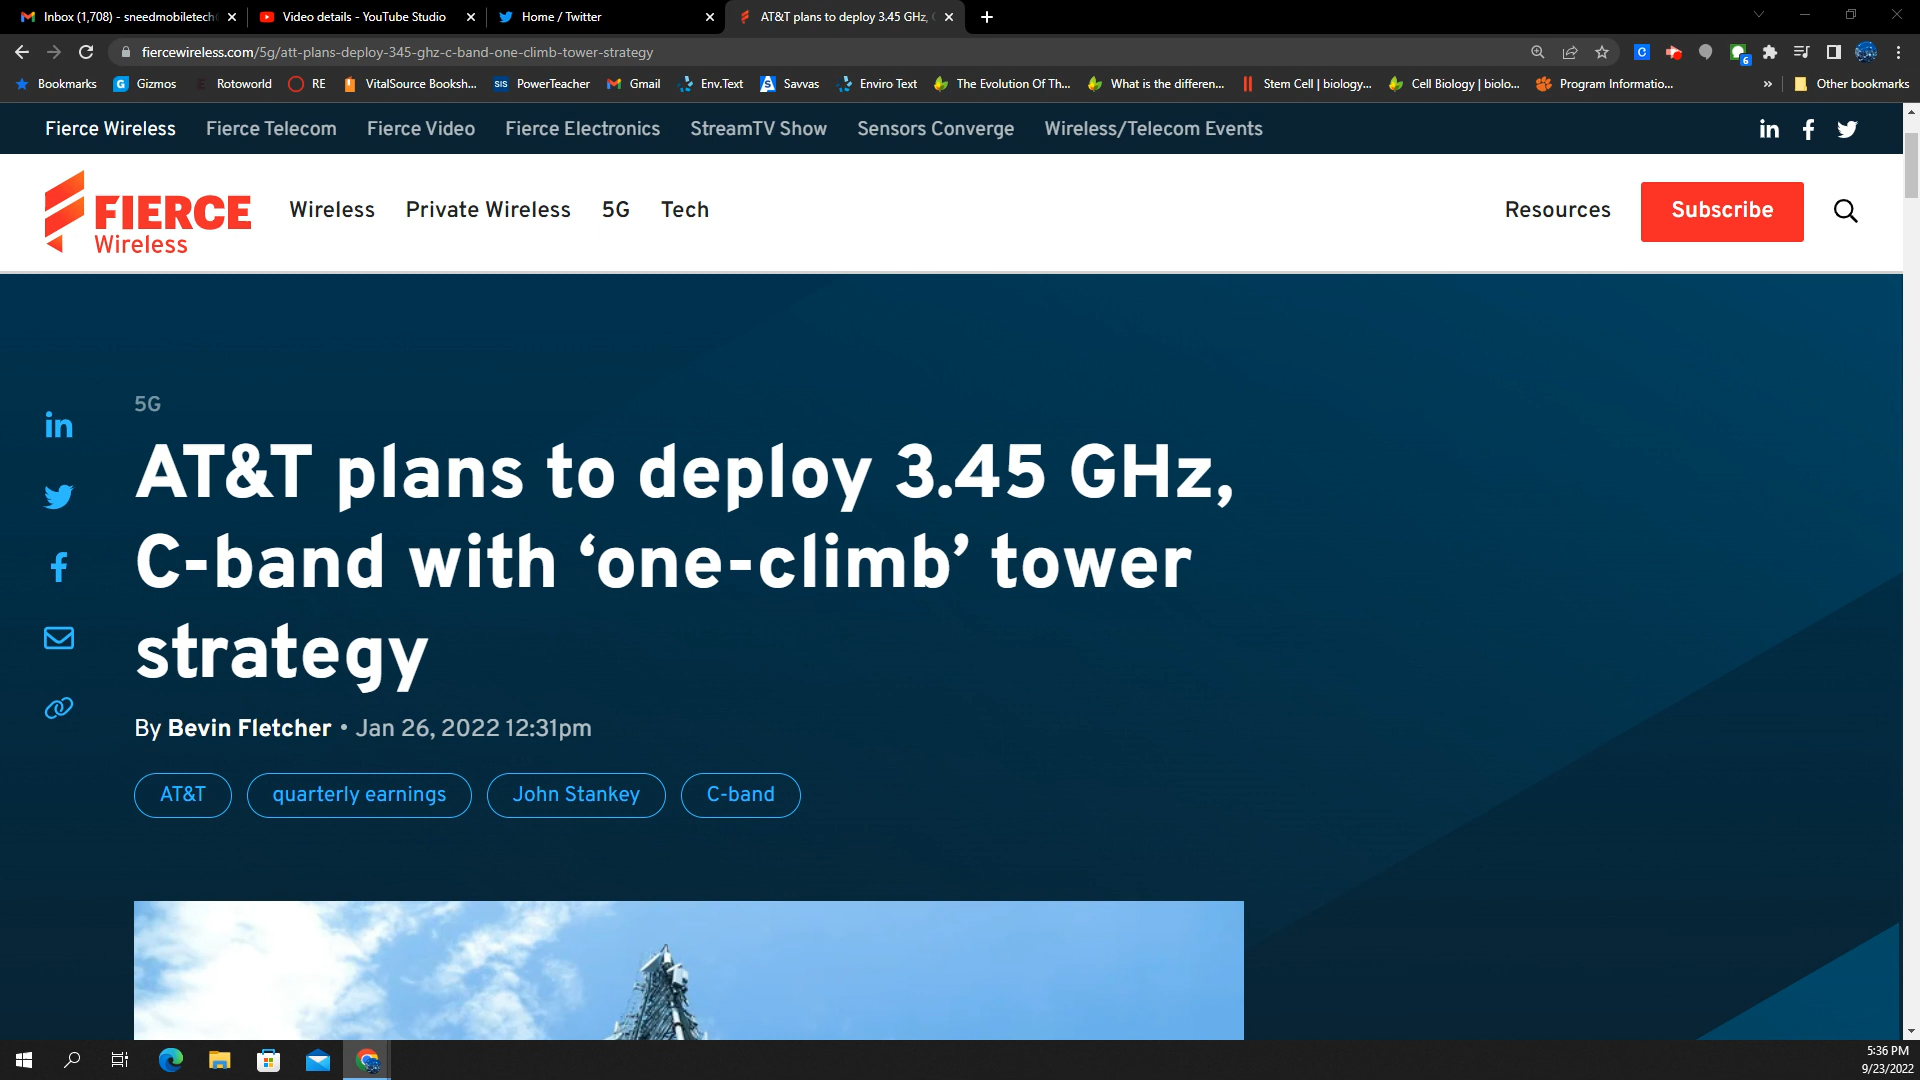 Inbox (1,708) - sneedmobiletech
Video details - YouTube Studio
Home / Twitter
AT&T plans to deploy 3.45 GHz,
fiercewireless.com/5g/att-plans-deploy-345-ghz-c-band-one-climb-tower-strategy
6
Bookmarks
Gizmos
Rotoworld
RE
VitalSource Booksh...
SIS PowerTeacher
Gmail
Env.Text
Savvas
Enviro Text
The Evolution Of Th...
What is the differen...
Stem Cell | biology...
Cell Biology | biolo...
Program Informatio...
»
Other bookmarks
Fierce Wireless
Fierce Telecom
Fierce Video
Fierce Electronics
StreamTV Show
Sensors Converge
Wireless/Telecom Events
FIERCE
Wireless
Wireless
Private Wireless
5G
Tech
Resources
Subscribe
5G
AT&T plans to deploy 3.45 GHz,
C-band with ‘one-climb’ tower
strategy
By Bevin Fletcher • Jan 26, 2022 12:31pm
AT&T
quarterly earnings
John Stankey
C-band
5:36 PM
9/23/2022